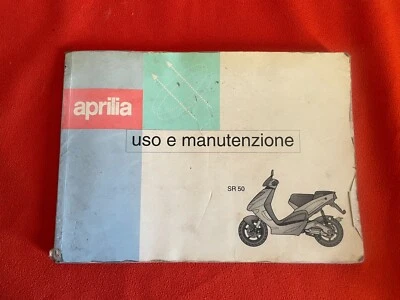 aprilia
uso e manutenzione
SR 50